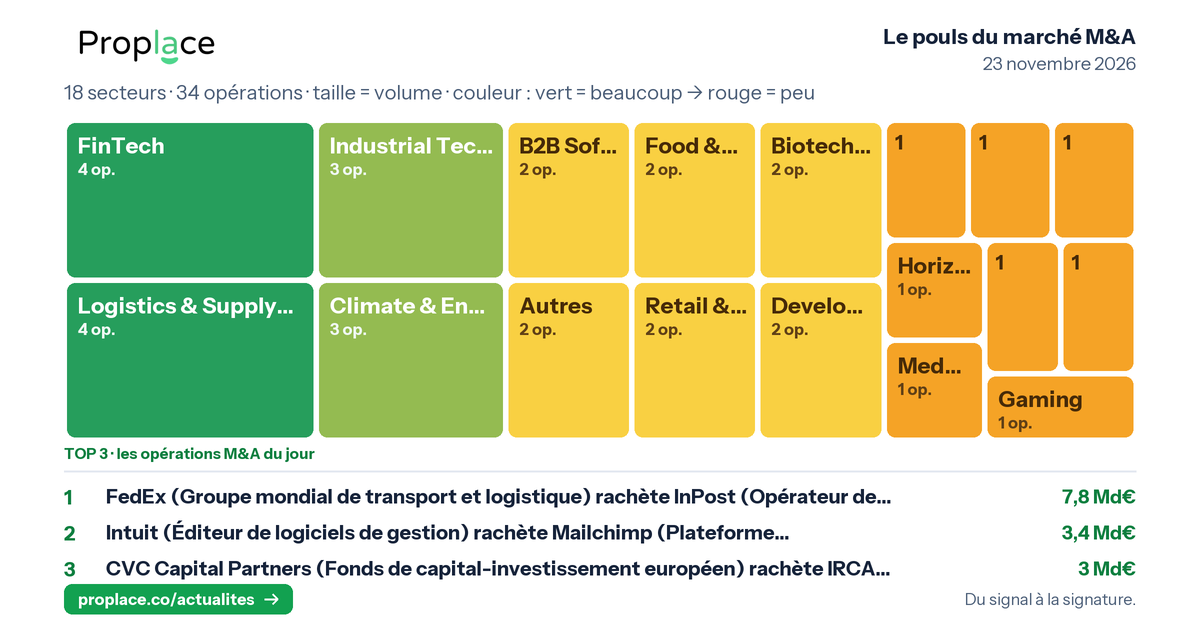 Proplace
Le pouls du marché M&A
23 novembre 2026
18 secteurs · 34 opérations · taille = volume · couleur : vert = beaucoup → rouge = peu
FinTech
4 op.
Industrial Tec...
3 op.
B2B Sof...
2 op.
Food &...
2 op.
Biotech...
2 op.
1
1
1
Horiz...
1 op.
1
1
Logistics & Supply...
4 op.
Climate & En...
3 op.
Autres
2 op.
Retail &...
2 op.
Develo...
2 op.
Med...
1 op.
Gaming
1 op.
TOP 3 · les opérations M&A du jour
1 FedEx (Groupe mondial de transport et logistique) rachète InPost (Opérateur de... 7,8 Md€
2 Intuit (Éditeur de logiciels de gestion) rachète Mailchimp (Plateforme... 3,4 Md€
3 CVC Capital Partners (Fonds de capital-investissement européen) rachète IRCA... 3 Md€
proplace.co/actualites →
Du signal à la signature.